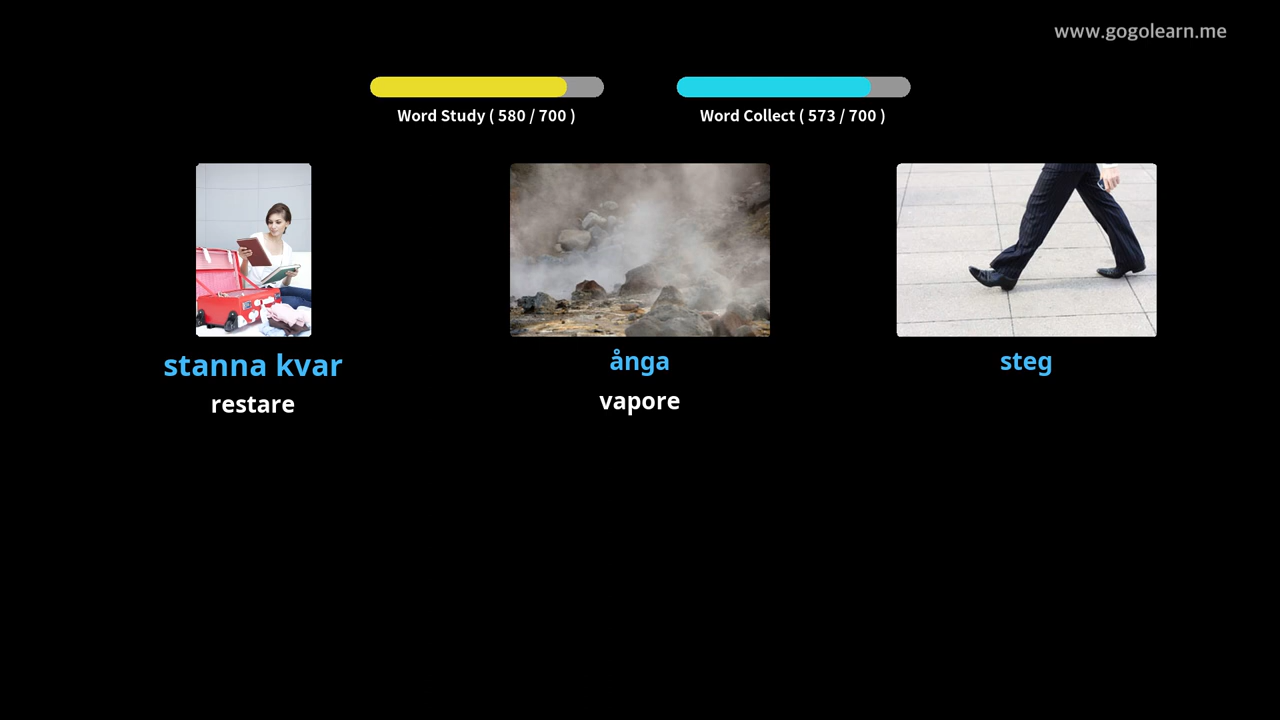 www.gogolearn.me
Word Study ( 580 / 700 )
Word Collect ( 573 / 700 )
stanna kvar
restare
ånga
vapore
steg